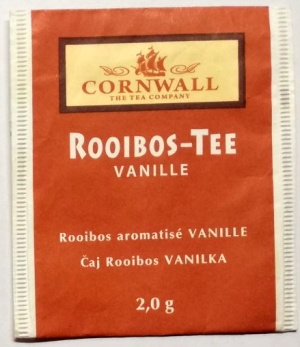 CORNWALL
THE TEA COMPANY
ROOIBOS-TEE
VANILLE
Rooibos aromatisé VANILLE
Čaj Rooibos VANILKA
2,0 g